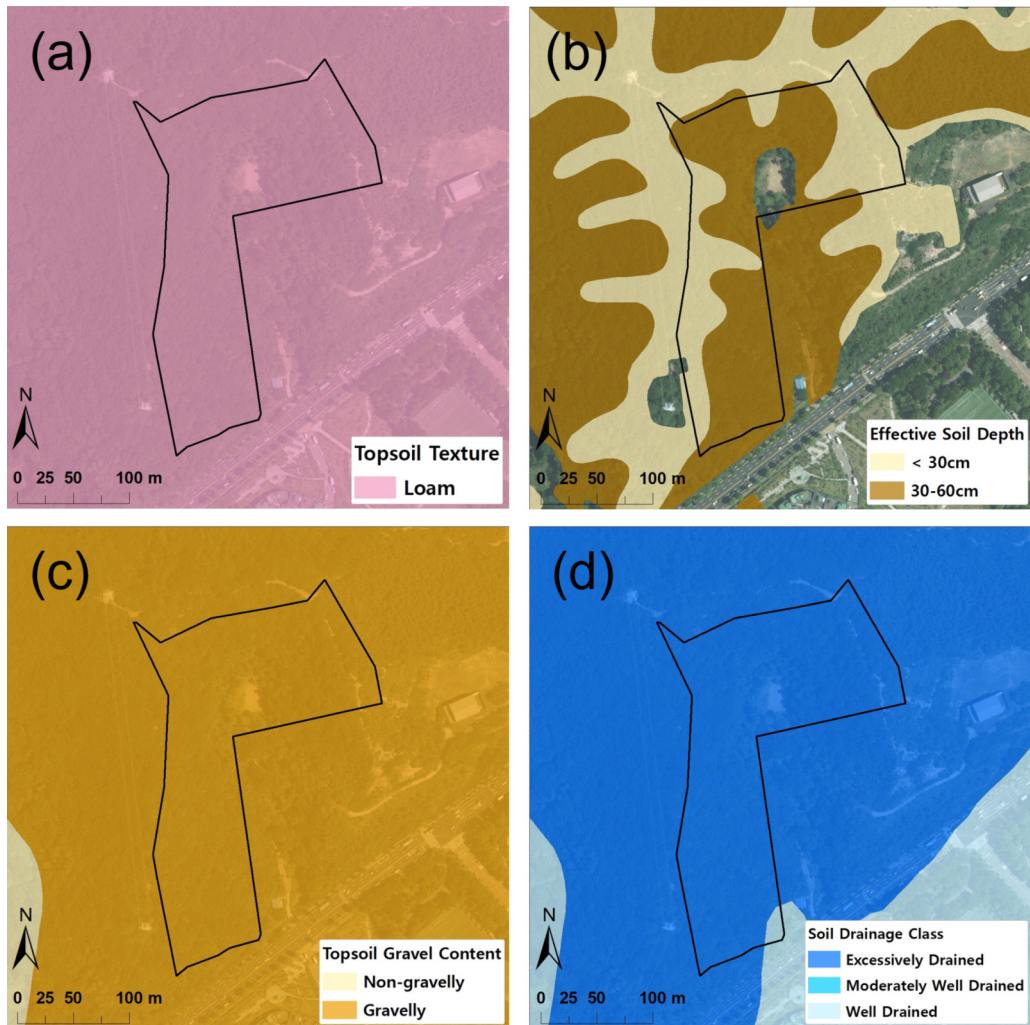 (a)
N
0 25 50 100 m
Topsoil Texture
Loam
(b)
N
0 25 50 100 m
Effective Soil Depth
< 30cm
30-60cm
(c)
N
0 25 50 100 m
Topsoil Gravel Content
Non-gravelly
Gravelly
(d)
N
0 25 50 100 m
Soil Drainage Class
Excessively Drained
Moderately Well Drained
Well Drained